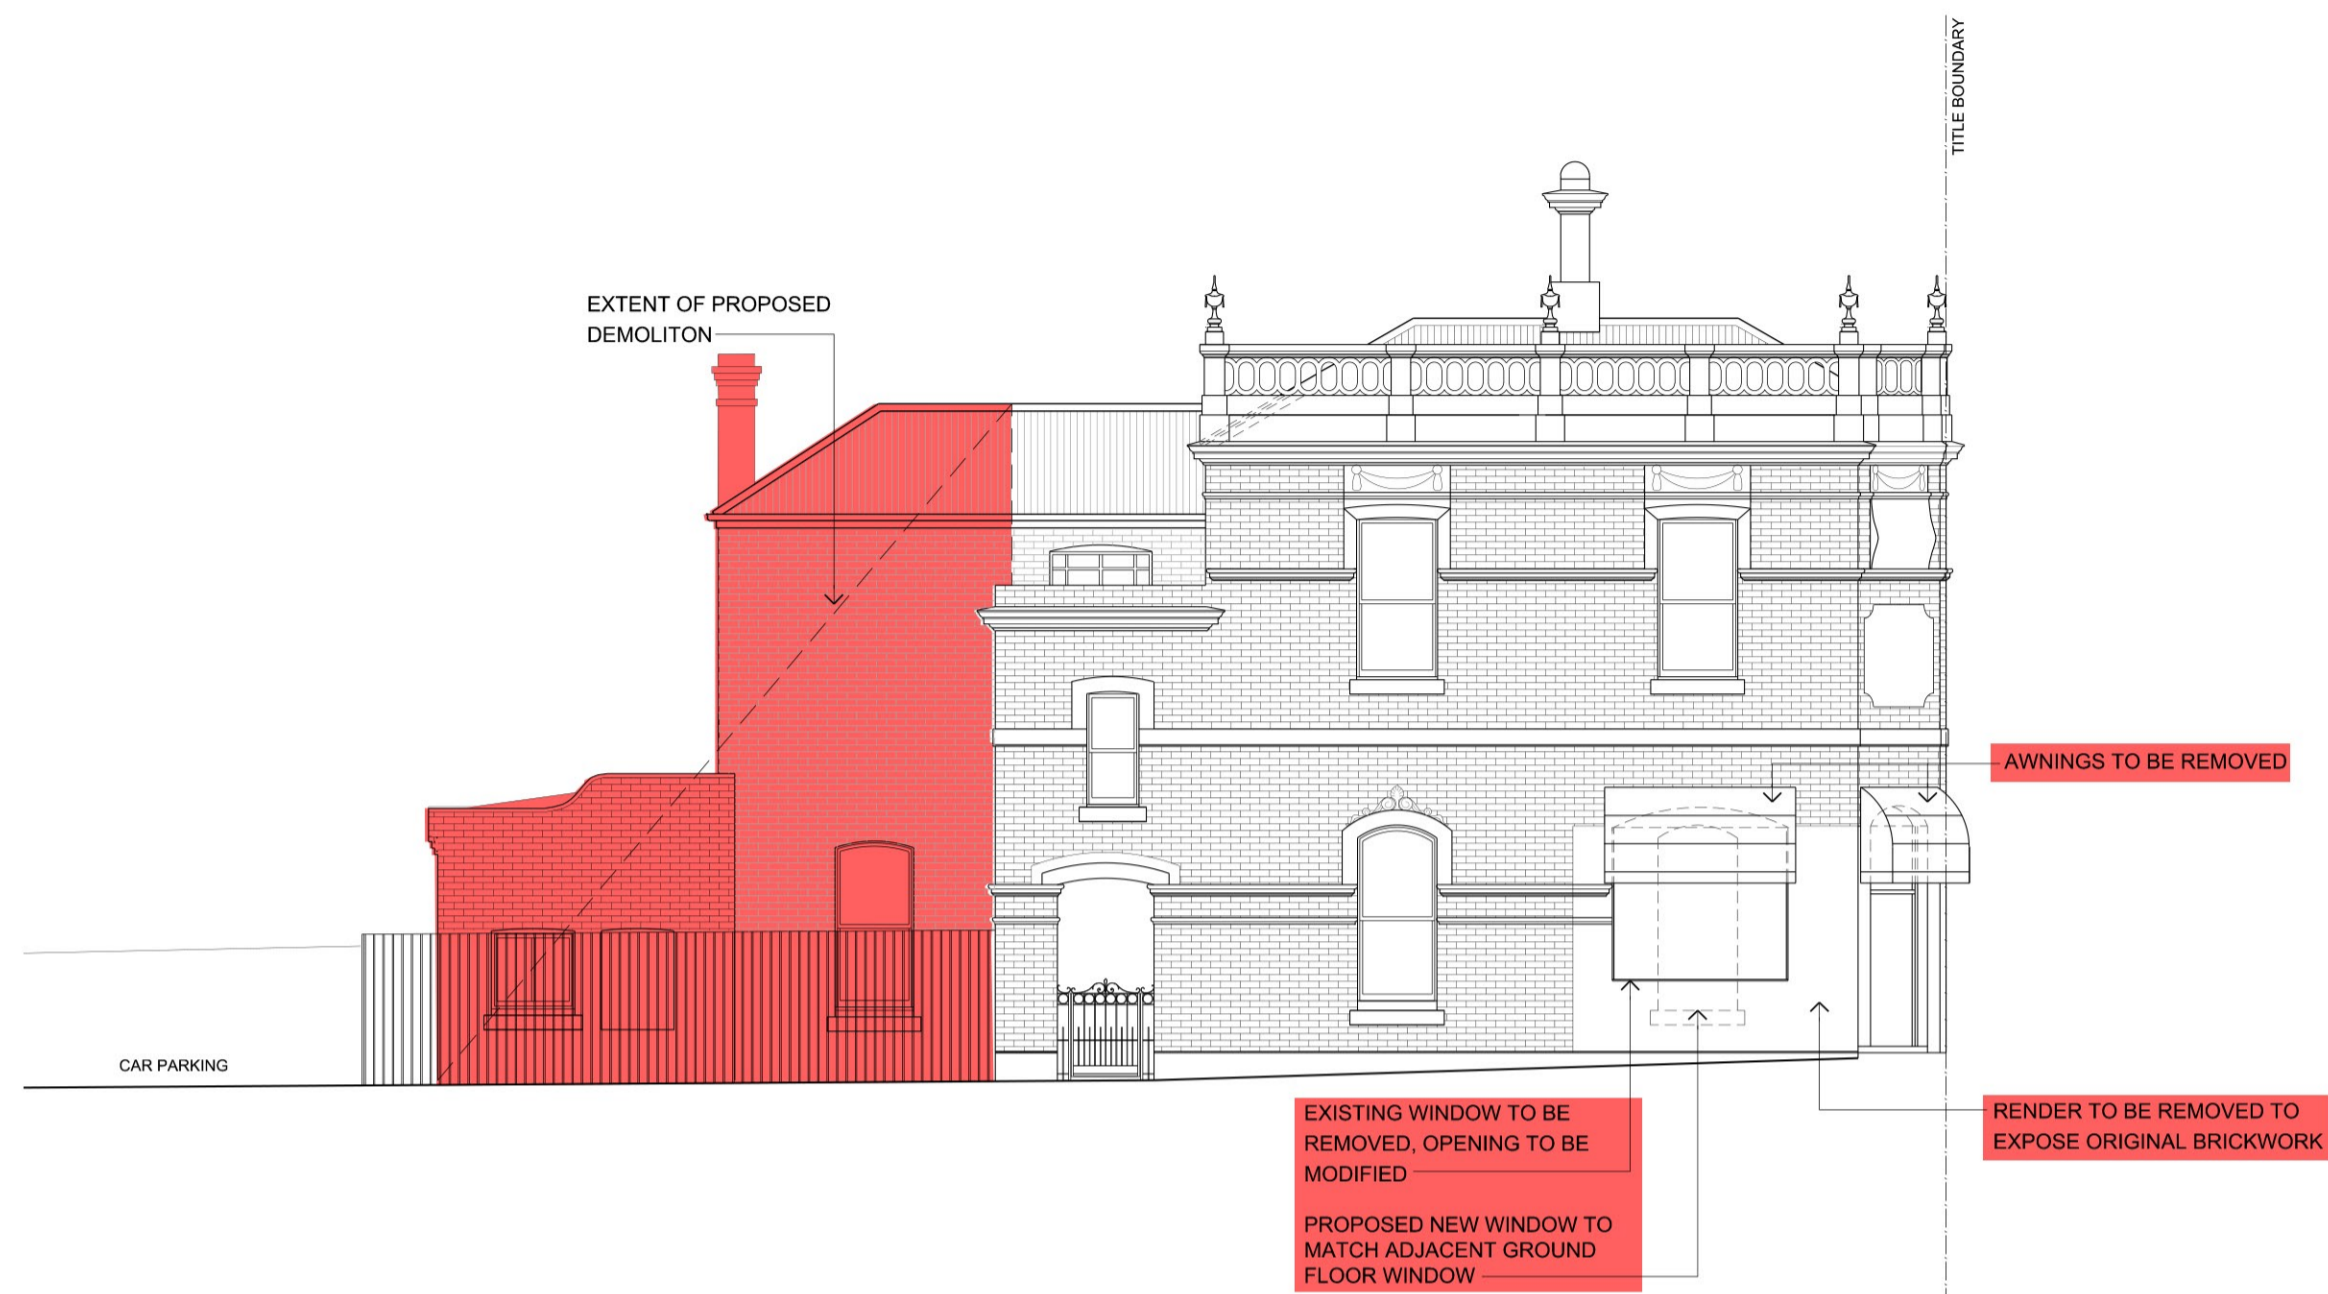 TITLE BOUNDARY
EXTENT OF PROPOSED
DEMOLITON
AWNINGS TO BE REMOVED
CAR PARKING
EXISTING WINDOW TO BE
REMOVED, OPENING TO BE
MODIFIED
PROPOSED NEW WINDOW TO
MATCH ADJACENT GROUND
FLOOR WINDOW
RENDER TO BE REMOVED TO
EXPOSE ORIGINAL BRICKWORK